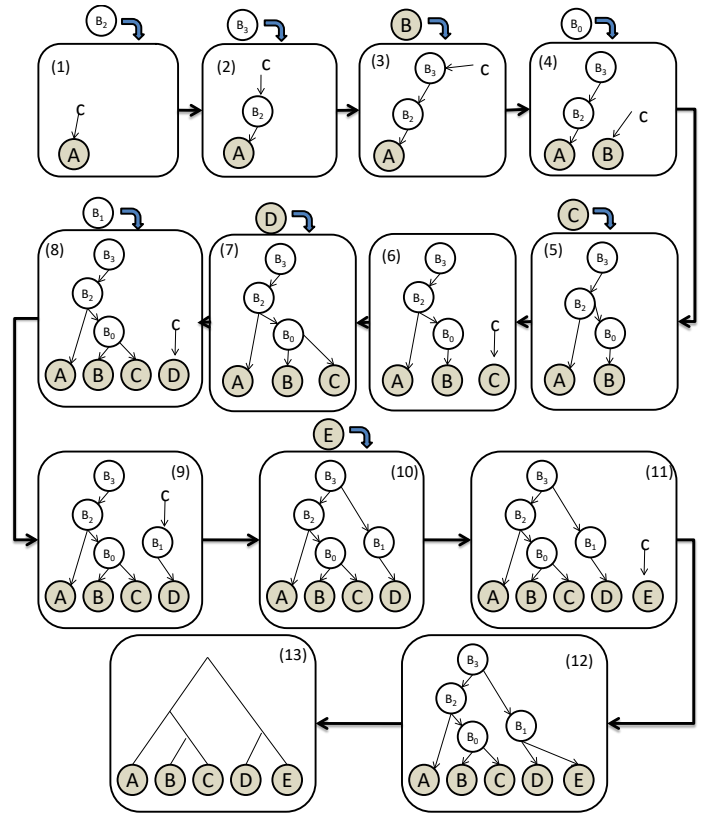 B₂ B₃ B B₀
(1) C A
(2) C B₂ A
(3) B₃ C B₂ A
(4) B₃ B₂ C A B
C
(5) B₃ B₂ B₀ A B
(6) B₃ B₂ B₀ C A B C
D
(7) B₃ B₂ B₀ A B C
B₁
(8) B₃ B₂ B₀ C A B C D
(9) B₃ C B₂ B₁ B₀ A B C D
E
(10) B₃ B₂ B₁ B₀ A B C D
(11) B₃ B₂ B₁ B₀ C A B C D E
(12) B₃ B₂ B₁ B₀ A B C D E
(13) A B C D E